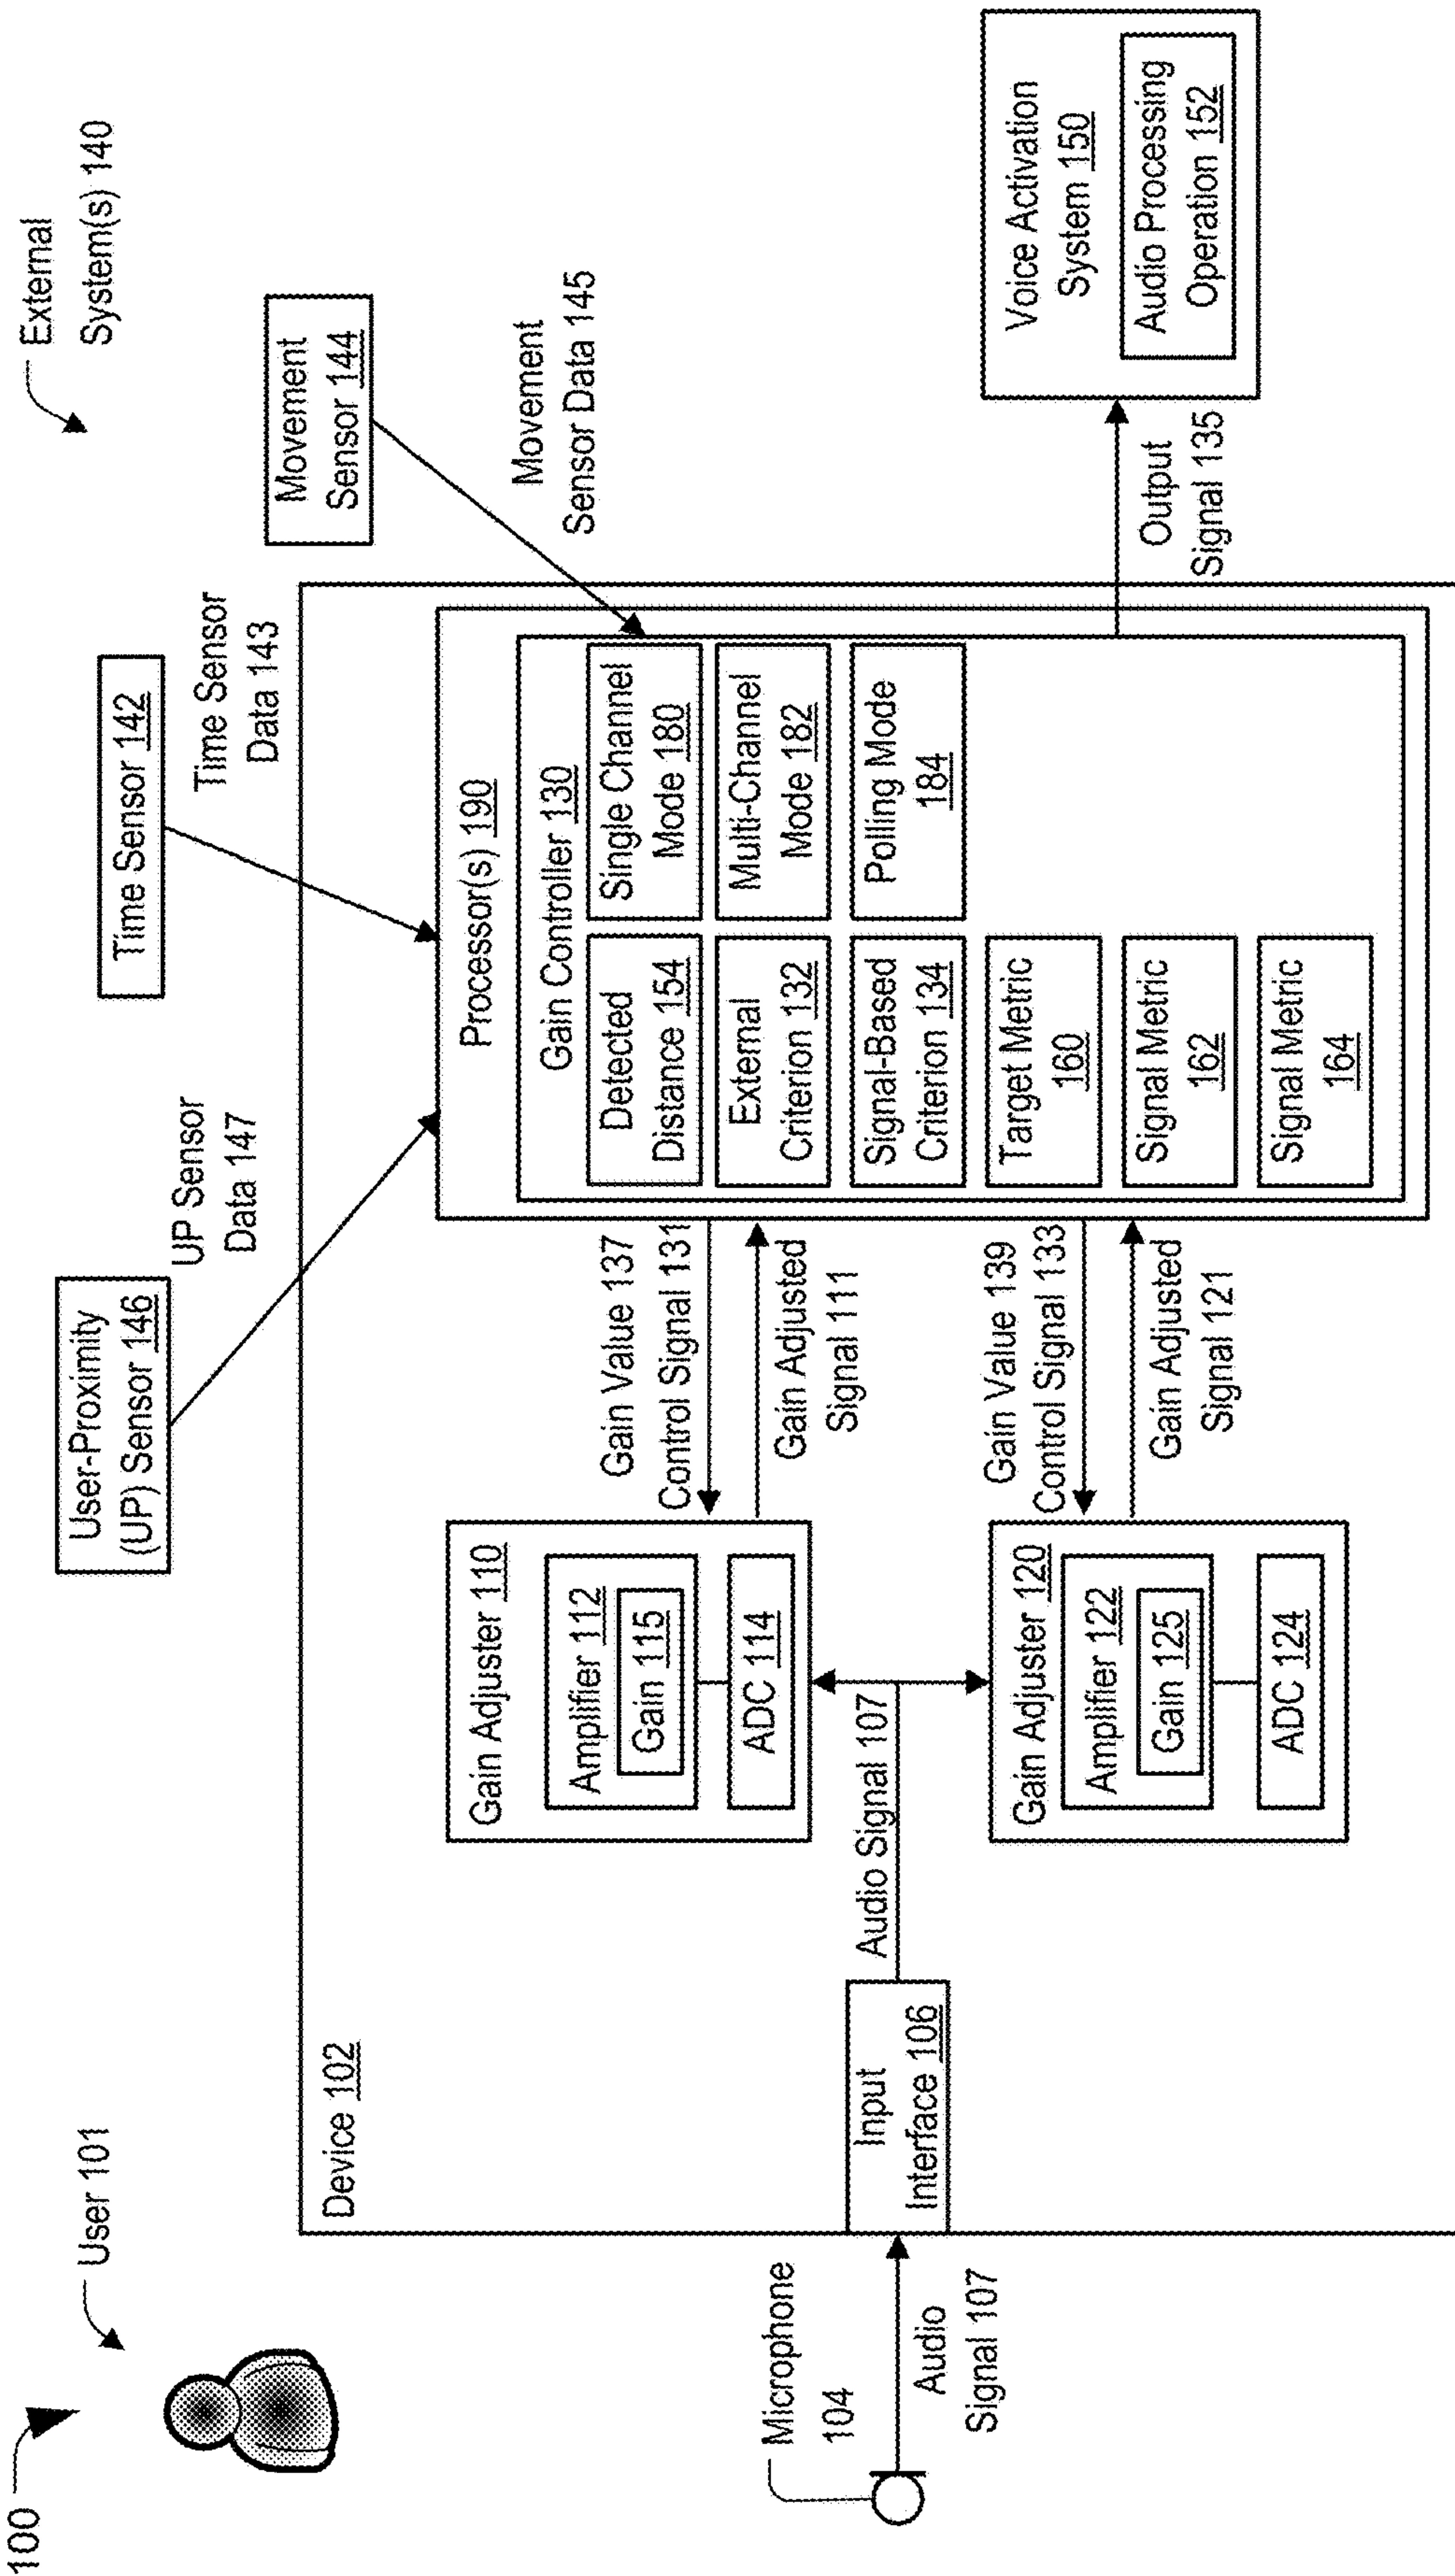 100
User 101
External
System(s) 140
User-Proximity
(UP) Sensor 146
Time Sensor 142
Movement
Sensor 144
UP Sensor
Data 147
Time Sensor
Data 143
Movement
Sensor Data 145
Device 102
Microphone
104
Audio
Signal 107
Input
Interface 106
Audio Signal 107
Gain Adjuster 110
Amplifier 112
Gain 115
ADC 114
Gain Adjuster 120
Amplifier 122
Gain 125
ADC 124
Gain Value 137
Control Signal 131
Gain Adjusted
Signal 111
Gain Value 139
Control Signal 133
Gain Adjusted
Signal 121
Processor(s) 190
Gain Controller 130
Detected
Distance 154
External
Criterion 132
Signal-Based
Criterion 134
Target Metric
160
Signal Metric
162
Signal Metric
164
Single Channel
Mode 180
Multi-Channel
Mode 182
Polling Mode
184
Output
Signal 135
Voice Activation
System 150
Audio Processing
Operation 152